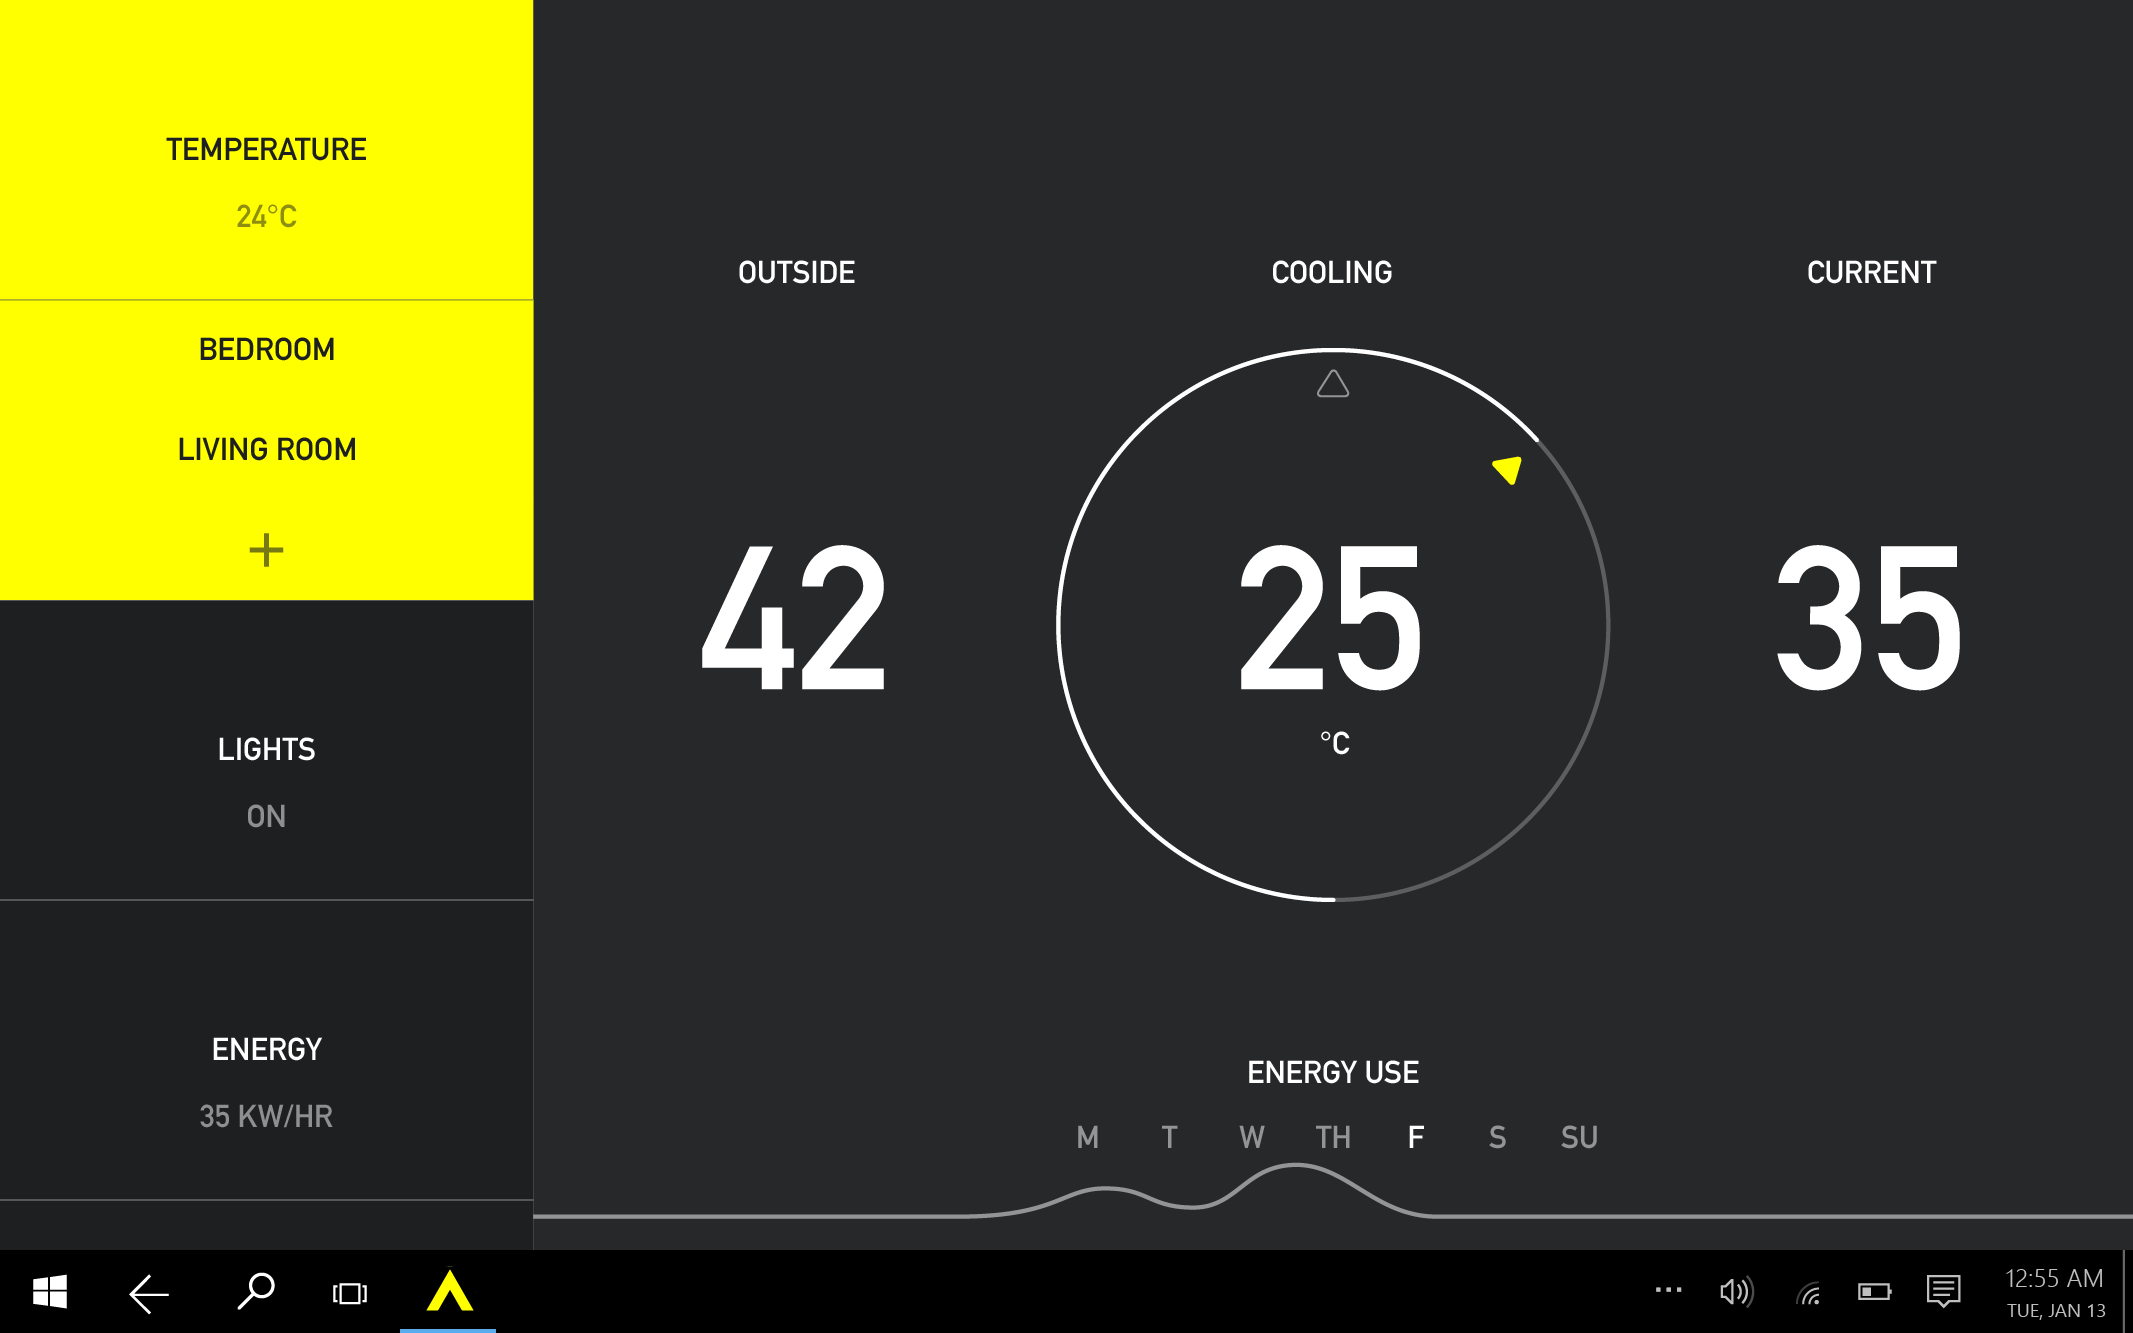 TEMPERATURE
24°C
BEDROOM
LIVING ROOM
+
LIGHTS
ON
ENERGY
35 KW/HR
OUTSIDE
42
COOLING
25
°C
CURRENT
35
ENERGY USE
M T W TH F S SU
12:55 AM
TUE, JAN 13